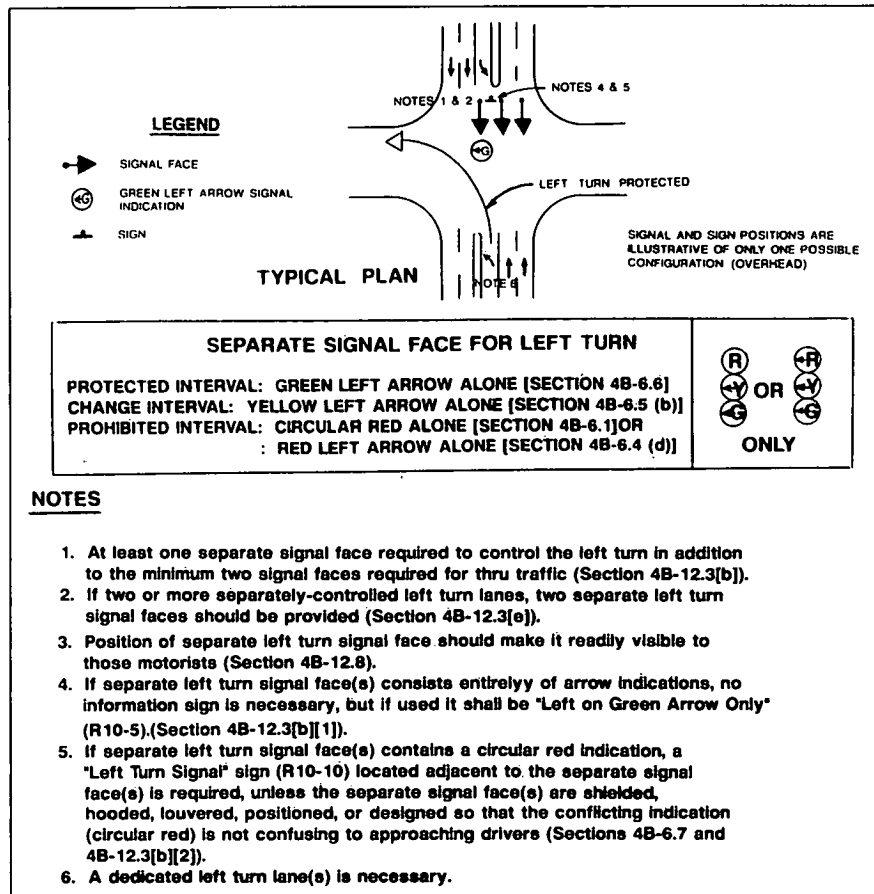 NOTES 1 & 2
NOTES 4 & 5
LEGEND
SIGNAL FACE
G
GREEN LEFT ARROW SIGNAL
INDICATION
G
SIGN
LEFT TURN PROTECTED
SIGNAL AND SIGN POSITIONS ARE
ILLUSTRATIVE OF ONLY ONE POSSIBLE
CONFIGURATION (OVERHEAD)
TYPICAL PLAN
NOTE 6
SEPARATE SIGNAL FACE FOR LEFT TURN
PROTECTED INTERVAL: GREEN LEFT ARROW ALONE [SECTION 4B-6.6]
CHANGE INTERVAL: YELLOW LEFT ARROW ALONE [SECTION 4B-6.5 (b)]
PROHIBITED INTERVAL: CIRCULAR RED ALONE [SECTION 4B-6.1]OR
: RED LEFT ARROW ALONE [SECTION 4B-6.4 (d)]
R R
Y OR Y
G G
ONLY
NOTES
1. At least one separate signal face required to control the left turn in addition
to the minimum two signal faces required for thru traffic (Section 4B-12.3[b]).
2. If two or more separately-controlled left turn lanes, two separate left turn
signal faces should be provided (Section 4B-12.3[e]).
3. Position of separate left turn signal face should make it readily visible to
those motorists (Section 4B-12.8).
4. If separate left turn signal face(s) consists entirelyy of arrow indications, no
information sign is necessary, but if used it shall be "Left on Green Arrow Only"
(R10-5).(Section 4B-12.3[b][1]).
5. If separate left turn signal face(s) contains a circular red indication, a
"Left Turn Signal" sign (R10-10) located adjacent to the separate signal
face(s) is required, unless the separate signal face(s) are shielded,
hooded, louvered, positioned, or designed so that the conflicting indication
(circular red) is not confusing to approaching drivers (Sections 4B-6.7 and
4B-12.3[b][2]).
6. A dedicated left turn lane(s) is necessary.